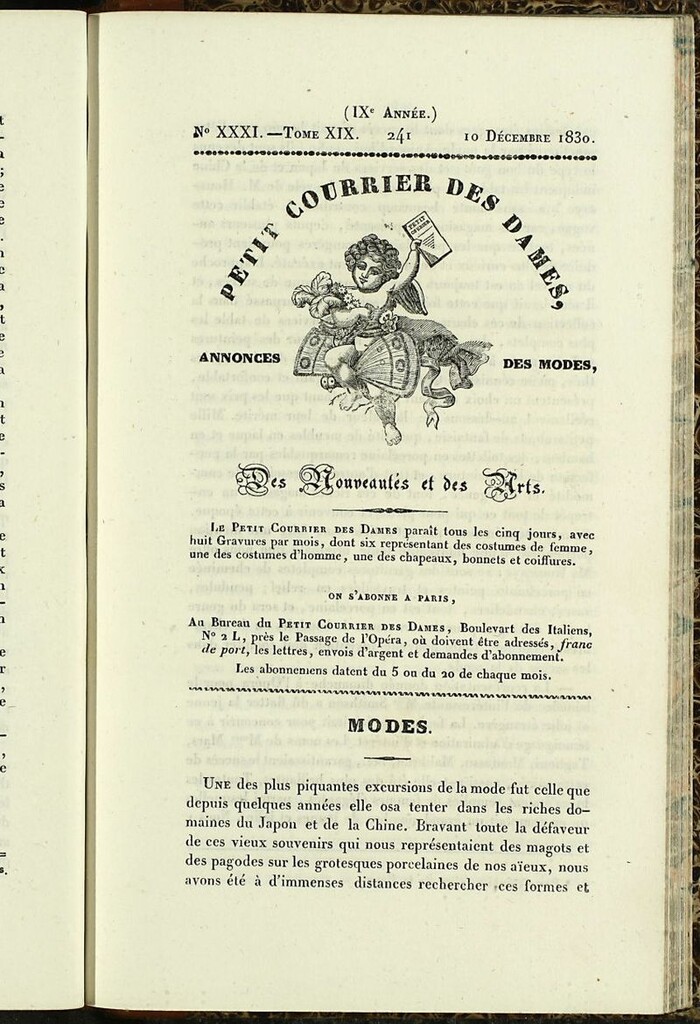 (IXe Année.)
No XXXI. — Tome XIX. 241 10 Décembre 1830.
PETIT COURRIER DES DAMES,
PETIT COURRIER
ANNONCES DES MODES,
Des Nouveautés et des Arts.
Le Petit Courrier des Dames paraît tous les cinq jours, avec
huit Gravures par mois, dont six représentant des costumes de femme,
une des costumes d'homme, une des chapeaux, bonnets et coiffures.
ON S'ABONNE A PARIS,
Au Bureau du Petit Courrier des Dames, Boulevart des Italiens,
No 2 L, près le Passage de l'Opéra, où doivent être adressés, franc
de port, les lettres, envois d'argent et demandes d'abonnement.
Les abonnemens datent du 5 ou du 20 de chaque mois.
MODES.
Une des plus piquantes excursions de la mode fut celle que
depuis quelques années elle osa tenter dans les riches do-
maines du Japon et de la Chine. Bravant toute la défaveur
de ces vieux souvenirs qui nous représentaient des magots et
des pagodes sur les grotesques porcelaines de nos aïeux, nous
avons été à d'immenses distances rechercher ces formes et